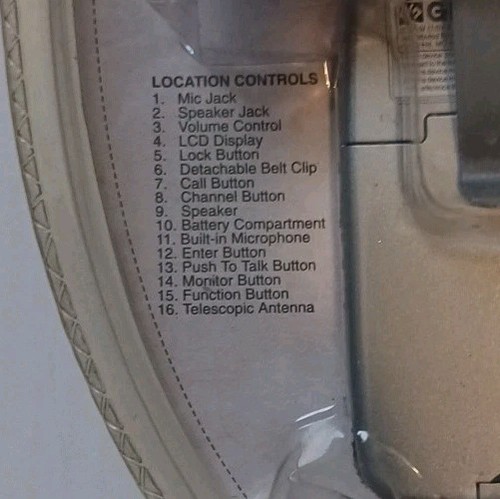 LOCATION CONTROLS
1. Mic Jack
2. Speaker Jack
3. Volume Control
4. LCD Display
5. Lock Button
6. Detachable Belt Clip
7. Call Button
8. Channel Button
9. Speaker
10. Battery Compartment
11. Built-in Microphone
12. Enter Button
13. Push To Talk Button
14. Monitor Button
15. Function Button
16. Telescopic Antenna